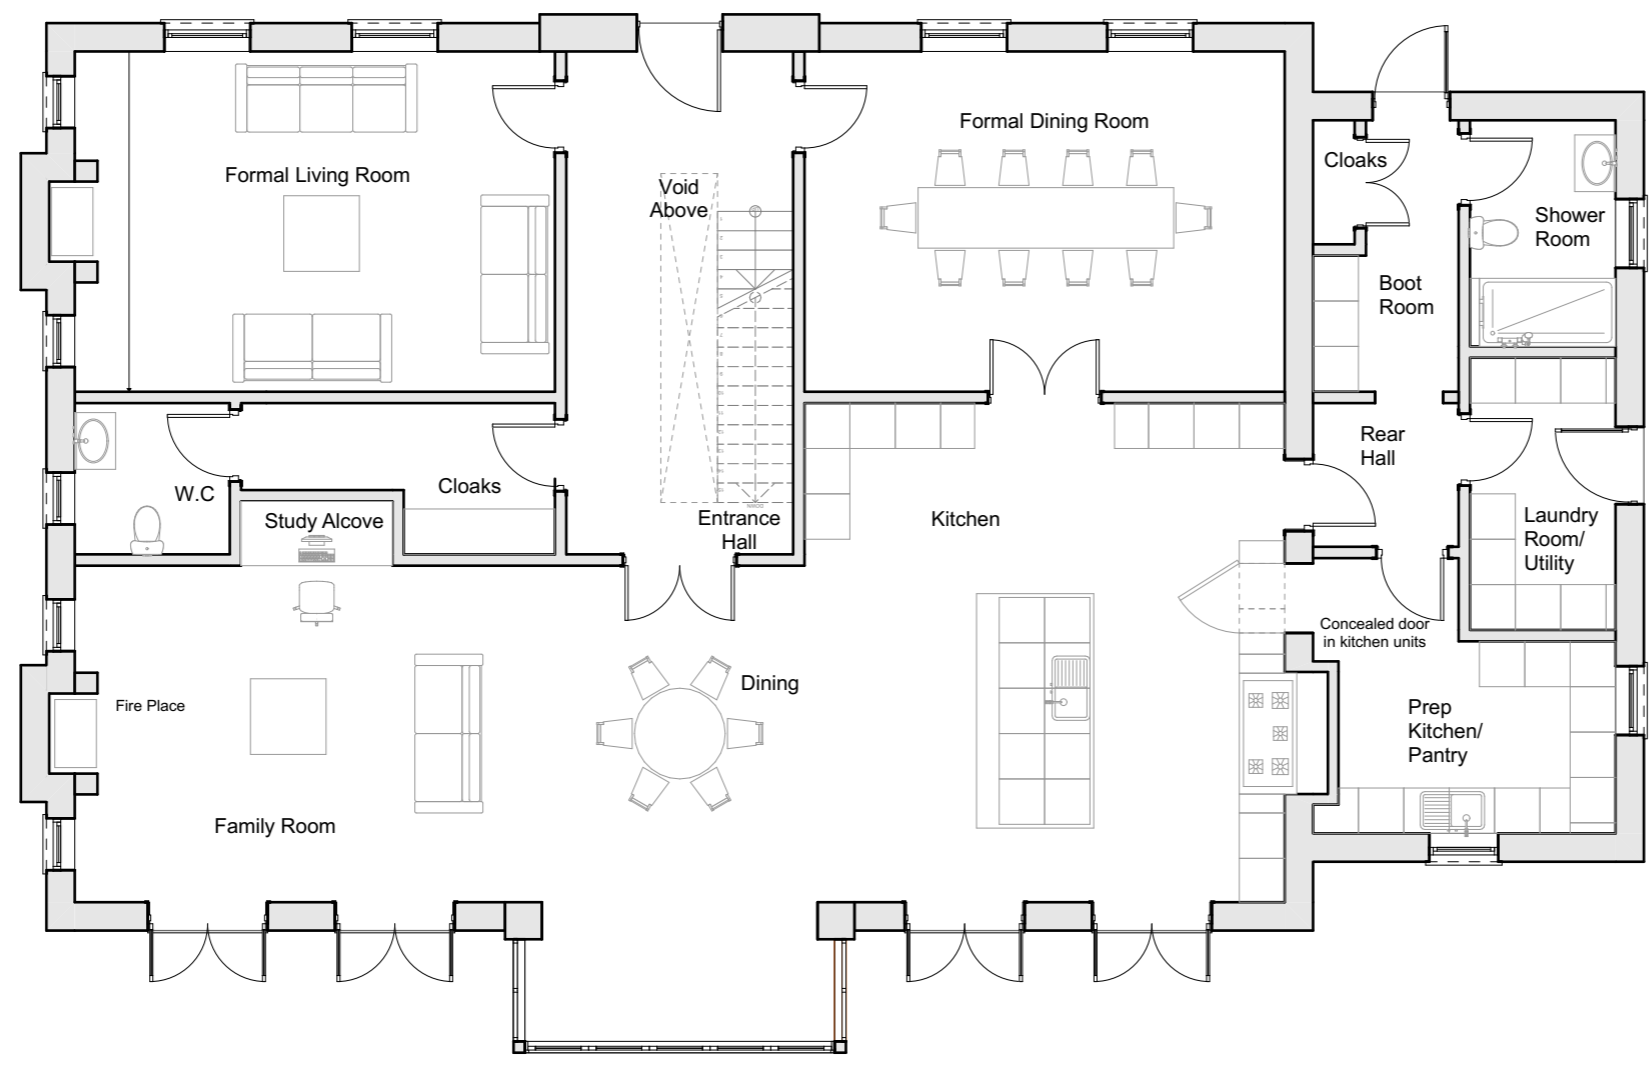 Formal Living Room
Void
Above
Formal Dining Room
Cloaks
Shower
Room
Boot
Room
Rear
Hall
W.C
Cloaks
Study Alcove
Entrance
Hall
Kitchen
Laundry
Room/
Utility
Concealed door
in kitchen units
Fire Place
Dining
Prep
Kitchen/
Pantry
Family Room